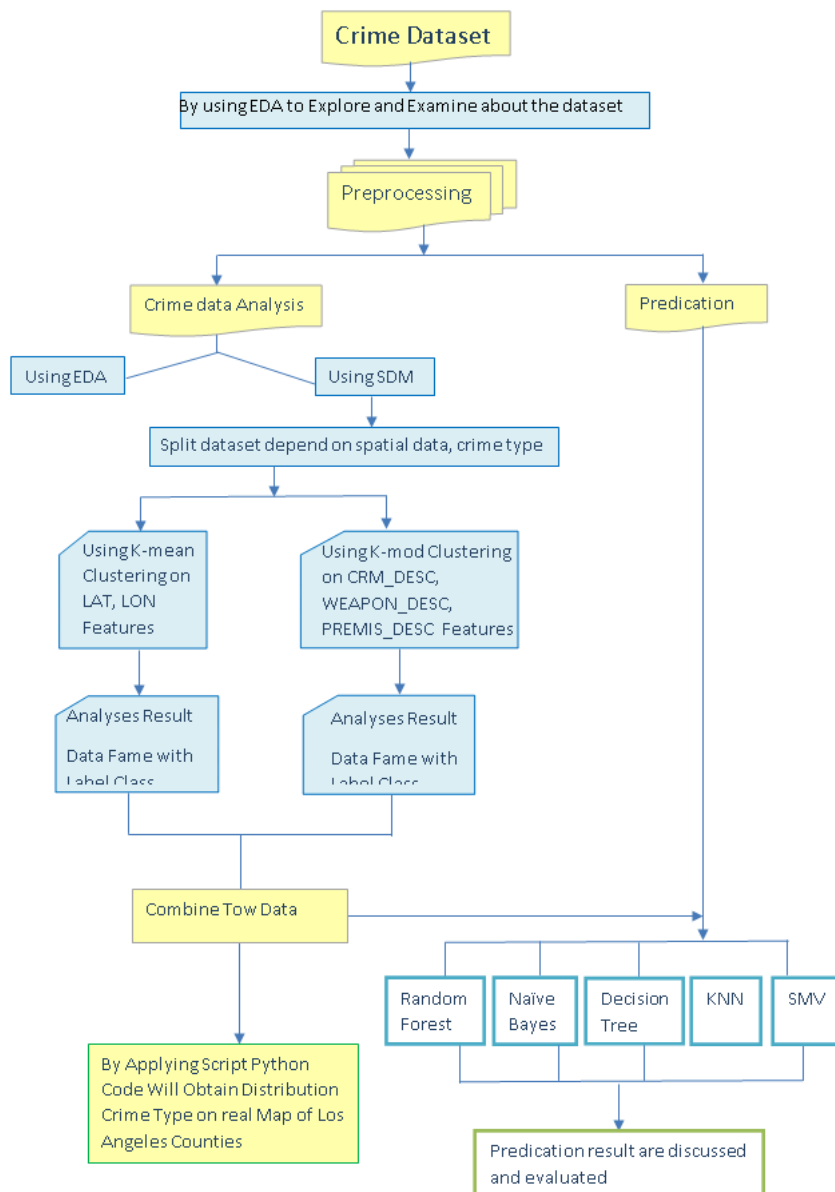 Crime Dataset
By using EDA to Explore and Examine about the dataset
Preprocessing
Crime data Analysis
Predication
Using EDA
Using SDM
Split dataset depend on spatial data, crime type
Using K-mean
Clustering on
LAT, LON
Features
Using K-mod Clustering
on CRM_DESC,
WEAPON_DESC,
PREMIS_DESC Features
Analyses Result
Data Fame with
Label Class
Analyses Result
Data Fame with
Label Class
Combine Tow Data
Random
Forest
Naïve
Bayes
Decision
Tree
KNN
SMV
By Applying Script Python
Code Will Obtain Distribution
Crime Type on real Map of Los
Angeles Counties
Predication result are discussed
and evaluated